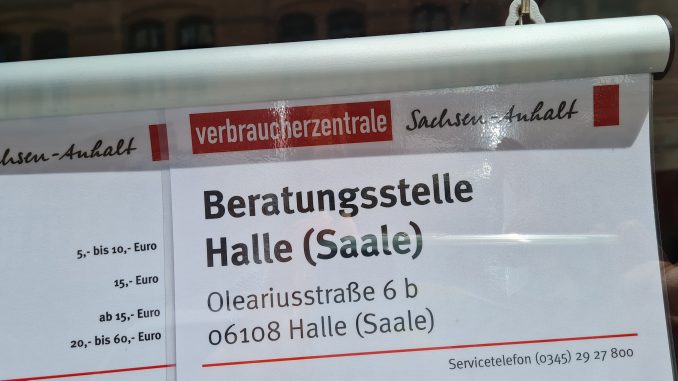 Sachsen-Anhalt
5,- bis 10,- Euro
15,- Euro
ab 15,- Euro
20,- bis 60,- Euro
verbraucherzentrale Sachsen-Anhalt
Beratungsstelle
Halle (Saale)
Oleariusstraße 6 b
06108 Halle (Saale)
Servicetelefon (0345) 29 27 800